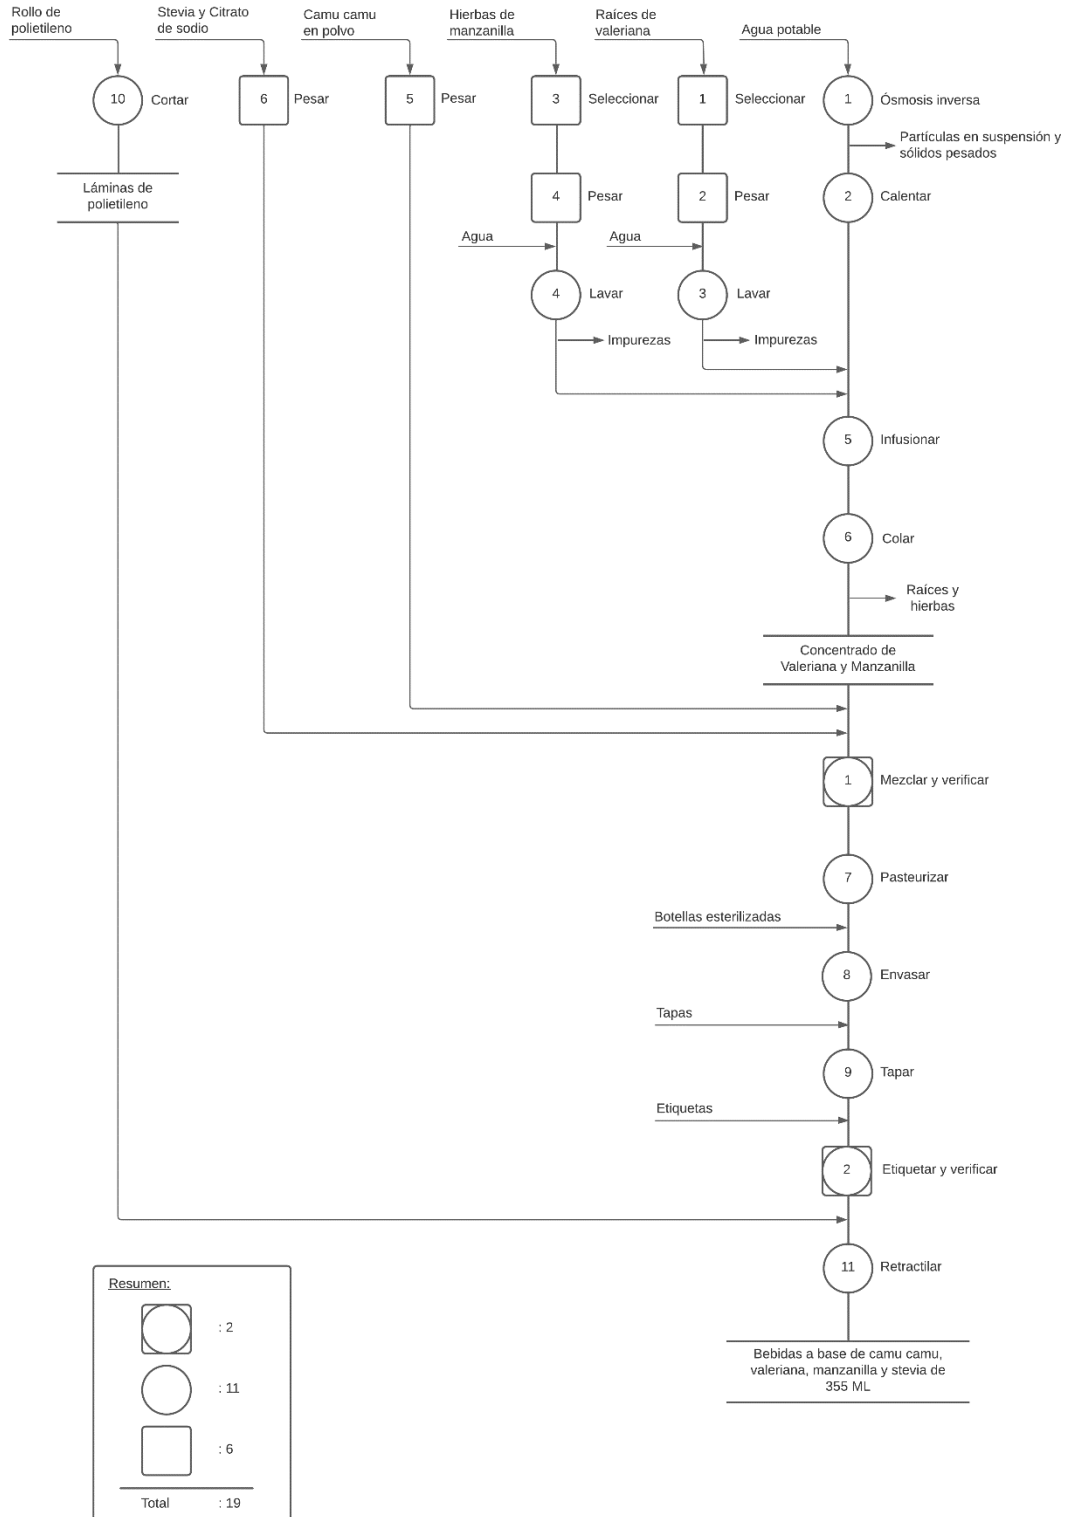 Rollo de
polietileno
Stevia y Citrato
de sodio
Camu camu
en polvo
Hierbas de
manzanilla
Raíces de
valeriana
Agua potable
10
Cortar
6
Pesar
5
Pesar
3
Seleccionar
1
Seleccionar
1
Ósmosis inversa
Partículas en suspensión y
sólidos pesados
Láminas de
polietileno
4
Pesar
2
Pesar
2
Calentar
Agua
Agua
4
Lavar
3
Lavar
Impurezas
Impurezas
5
Infusionar
6
Colar
Raíces y
hierbas
Concentrado de
Valeriana y Manzanilla
1
Mezclar y verificar
7
Pasteurizar
Botellas esterilizadas
8
Envasar
Tapas
9
Tapar
Etiquetas
2
Etiquetar y verificar
11
Retractilar
Bebidas a base de camu camu,
valeriana, manzanilla y stevia de
355 ML
Resumen:
: 2
: 11
: 6
Total : 19